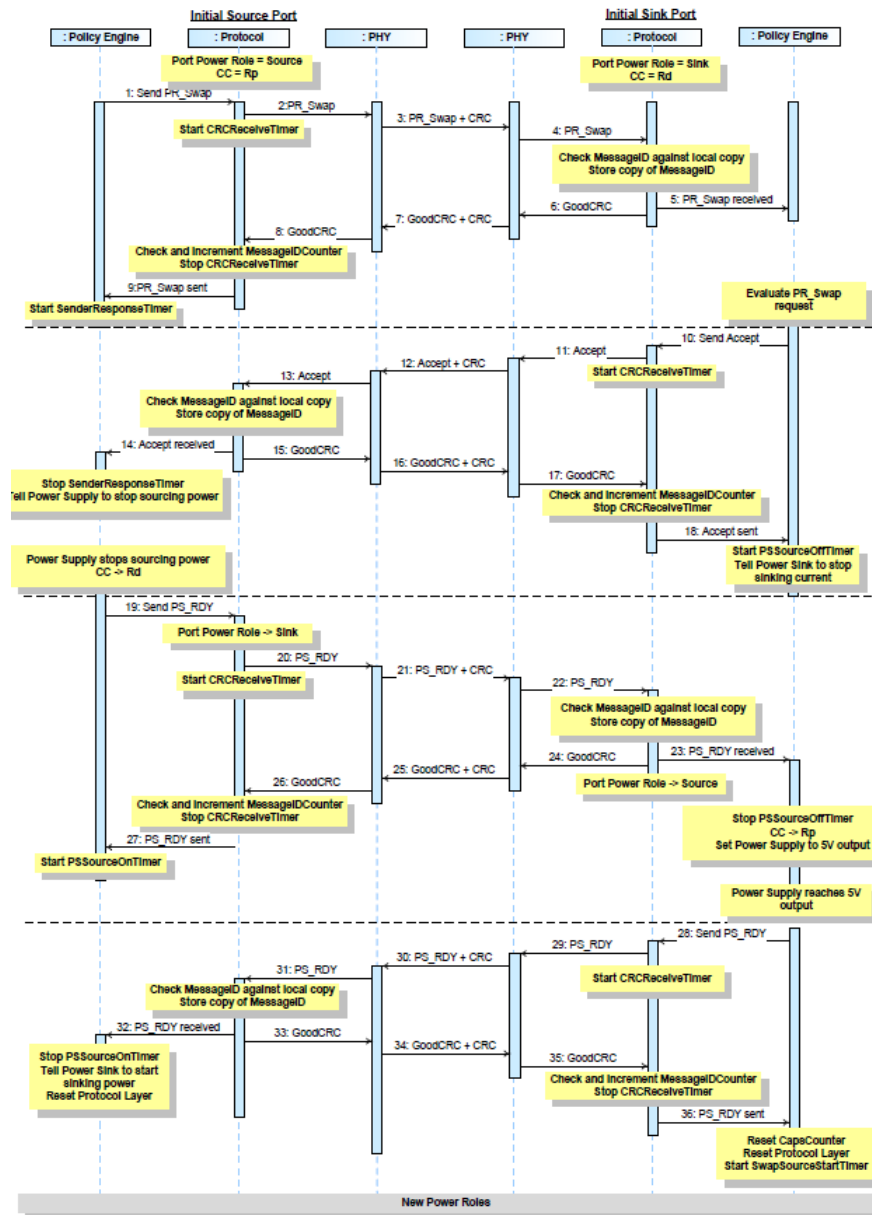 Initial Source Port
Initial Sink Port
: Policy Engine
: Protocol
: PHY
: PHY
: Protocol
: Policy Engine
Port Power Role = Source
CC = Rp
Port Power Role = Sink
CC = Rd
1: Send PR_Swap
2:PR_Swap
Start CRCReceiveTimer
3: PR_Swap + CRC
4: PR_Swap
Check MessageID against local copy
Store copy of MessageID
5: PR_Swap received
6: GoodCRC
7: GoodCRC + CRC
8: GoodCRC
Check and Increment MessageIDCounter
Stop CRCReceiveTimer
9:PR_Swap sent
Start SenderResponseTimer
Evaluate PR_Swap
request
10: Send Accept
11: Accept
Start CRCReceiveTimer
12: Accept + CRC
13: Accept
Check MessageID against local copy
Store copy of MessageID
14: Accept received
15: GoodCRC
16: GoodCRC + CRC
17: GoodCRC
Stop SenderResponseTimer
Tell Power Supply to stop sourcing power
Check and Increment MessageIDCounter
Stop CRCReceiveTimer
18: Accept sent
Start PSSourceOffTimer
Tell Power Sink to stop
sinking current
Power Supply stops sourcing power
CC -> Rd
19: Send PS_RDY
Port Power Role -> Sink
20: PS_RDY
Start CRCReceiveTimer
21: PS_RDY + CRC
22: PS_RDY
Check MessageID against local copy
Store copy of MessageID
23: PS_RDY received
24: GoodCRC
25: GoodCRC + CRC
26: GoodCRC
Port Power Role -> Source
Check and Increment MessageIDCounter
Stop CRCReceiveTimer
27: PS_RDY sent
Start PSSourceOnTimer
Stop PSSourceOffTimer
CC -> Rp
Set Power Supply to 5V output
Power Supply reaches 5V
output
28: Send PS_RDY
29: PS_RDY
Start CRCReceiveTimer
30: PS_RDY + CRC
31: PS_RDY
Check MessageID against local copy
Store copy of MessageID
32: PS_RDY received
33: GoodCRC
34: GoodCRC + CRC
35: GoodCRC
Stop PSSourceOnTimer
Tell Power Sink to start
sinking power
Reset Protocol Layer
Check and Increment MessageIDCounter
Stop CRCReceiveTimer
36: PS_RDY sent
Reset CapsCounter
Reset Protocol Layer
Start SwapSourceStartTimer
New Power Roles